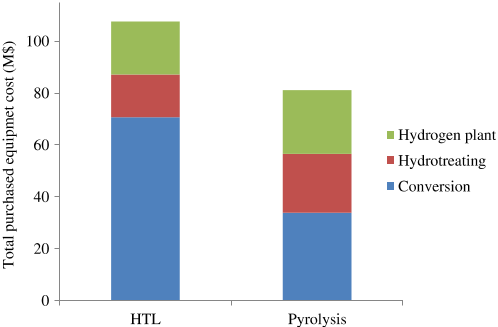 Total purchased equipmet cost (M$)
100
80
60
40
20
0
HTL
Pyrolysis
Hydrogen plant
Hydrotreating
Conversion